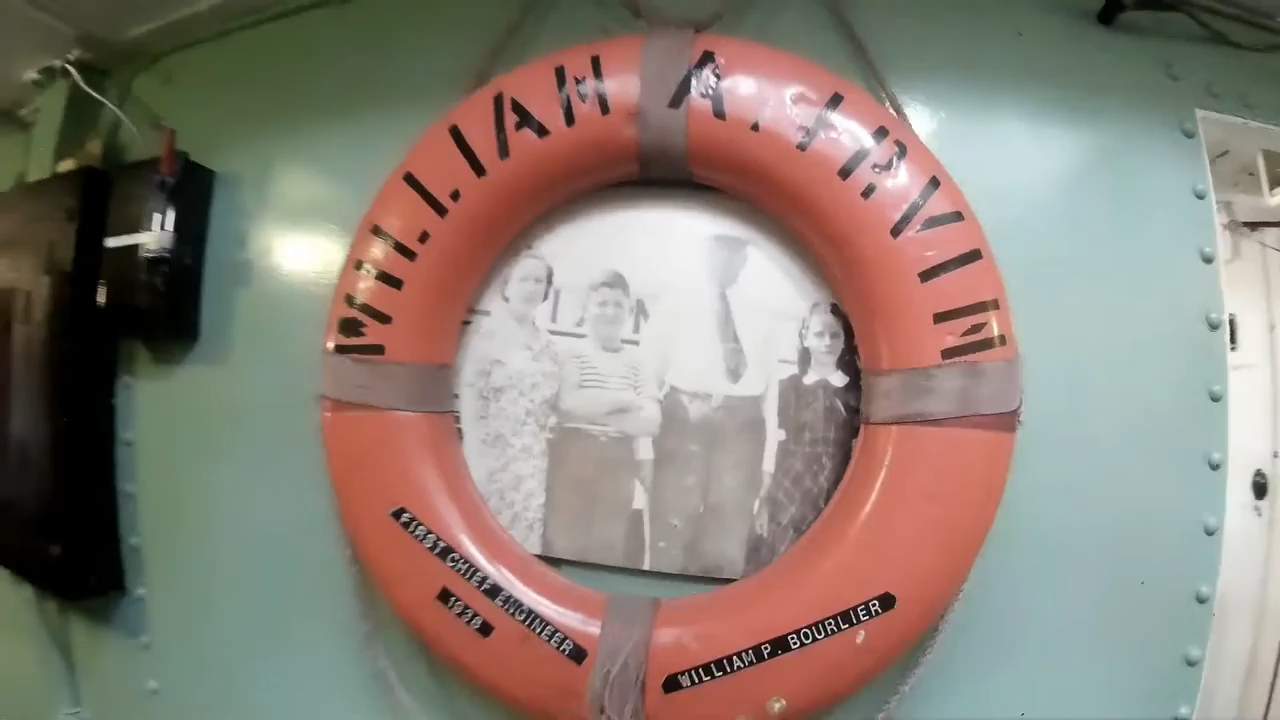 WILLIAM A. IRVIN
FIRST CHIEF ENGINEER
1938
WILLIAM P. BOURLIER